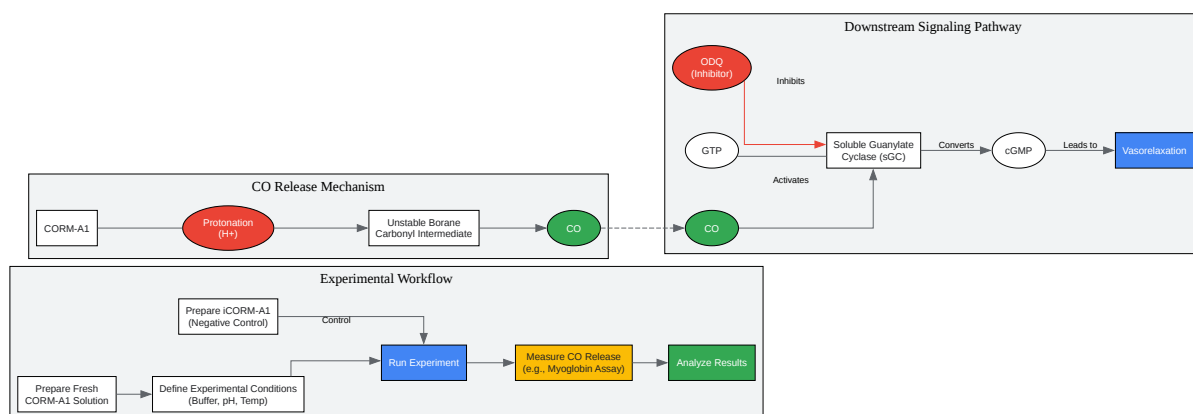 Downstream Signaling Pathway
ODQ
(Inhibitor)
Inhibits
GTP
Soluble Guanylate
Cyclase (sGC)
Converts
cGMP
Leads to
Vasorelaxation
Activates
CO
CO Release Mechanism
CORM-A1
Protonation
(H+)
Unstable Borane
Carbonyl Intermediate
CO
Experimental Workflow
Prepare iCORM-A1
(Negative Control)
Control
Run Experiment
Measure CO Release
(e.g., Myoglobin Assay)
Analyze Results
Prepare Fresh
CORM-A1 Solution
Define Experimental Conditions
(Buffer, pH, Temp)